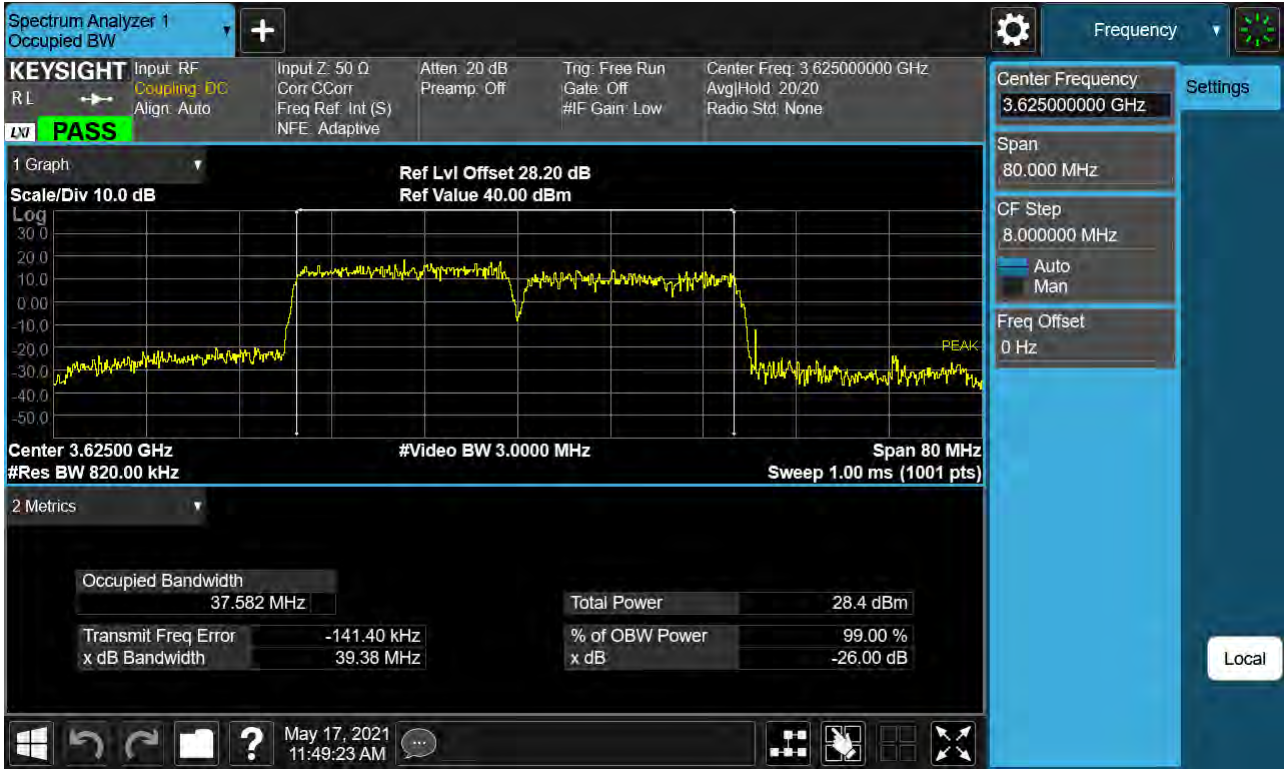 Spectrum Analyzer 1
Occupied BW
Frequency
KEYSIGHT
RL
LXI PASS
Input: RF
Coupling: DC
Align: Auto
Input Z: 50 Ω
Corr CCorr
Freq Ref: Int (S)
NFE: Adaptive
Atten: 20 dB
Preamp: Off
Trig: Free Run
Gate: Off
#IF Gain: Low
Center Freq: 3.625000000 GHz
Avg|Hold: 20/20
Radio Std: None
Center Frequency
3.625000000 GHz
Settings
Span
80.000 MHz
CF Step
8.000000 MHz
Auto
Man
Freq Offset
0 Hz
Local
1 Graph
Scale/Div 10.0 dB
Ref Lvl Offset 28.20 dB
Ref Value 40.00 dBm
Log
30.0
20.0
10.0
0.00
-10.0
-20.0
-30.0
-40.0
-50.0
PEAK
Center 3.62500 GHz
#Video BW 3.0000 MHz
Span 80 MHz
#Res BW 820.00 kHz
Sweep 1.00 ms (1001 pts)
2 Metrics
Occupied Bandwidth
37.582 MHz
Total Power 28.4 dBm
Transmit Freq Error -141.40 kHz
% of OBW Power 99.00 %
x dB Bandwidth 39.38 MHz
x dB -26.00 dB
?
May 17, 2021
11:49:23 AM